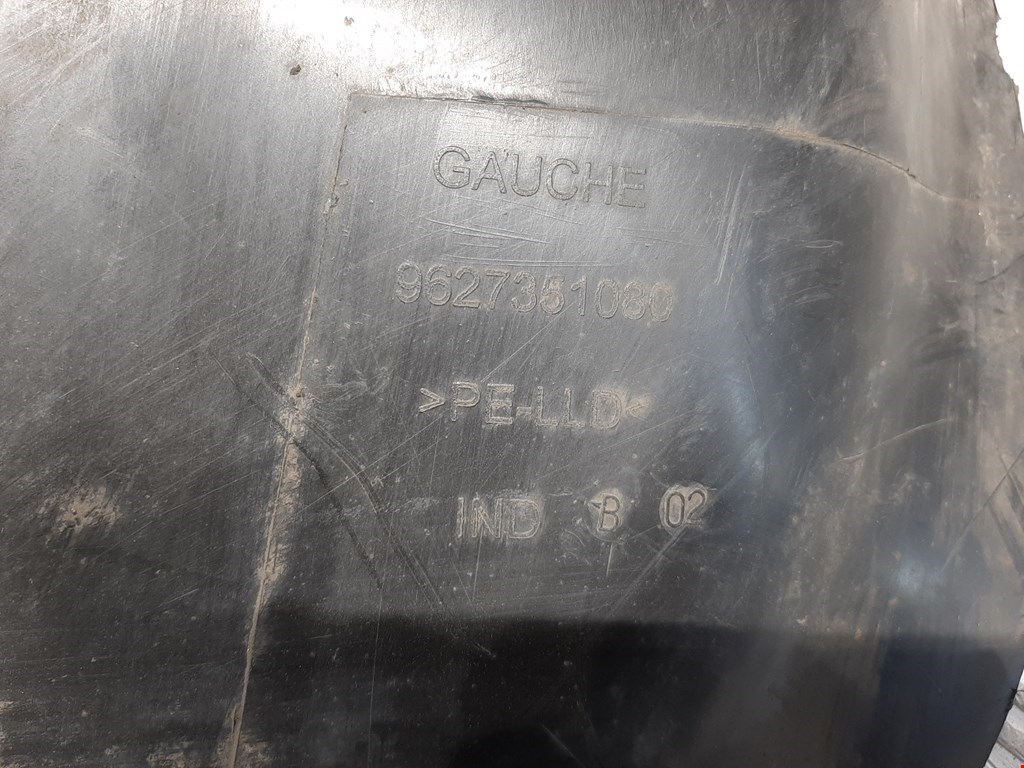 GAUCHE
9627351080
>PE-LLD<
IND B 02